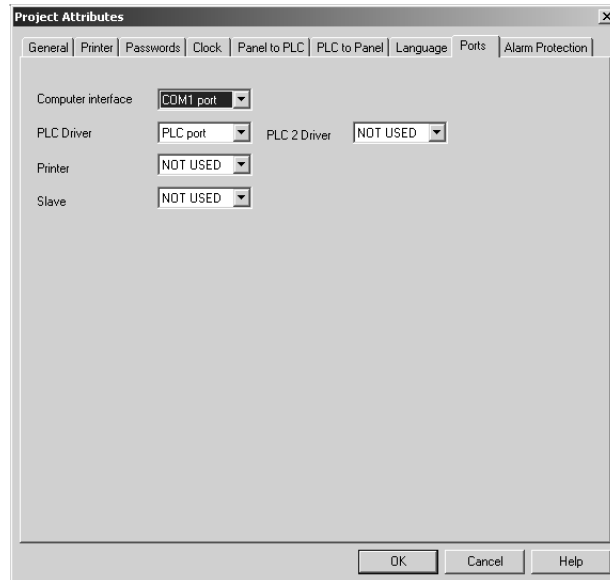 Project Attributes
General Printer Passwords Clock Panel to PLC PLC to Panel Language Ports Alarm Protection
Computer interface COM1 port
PLC Driver PLC port PLC 2 Driver NOT USED
Printer NOT USED
Slave NOT USED
OK Cancel Help